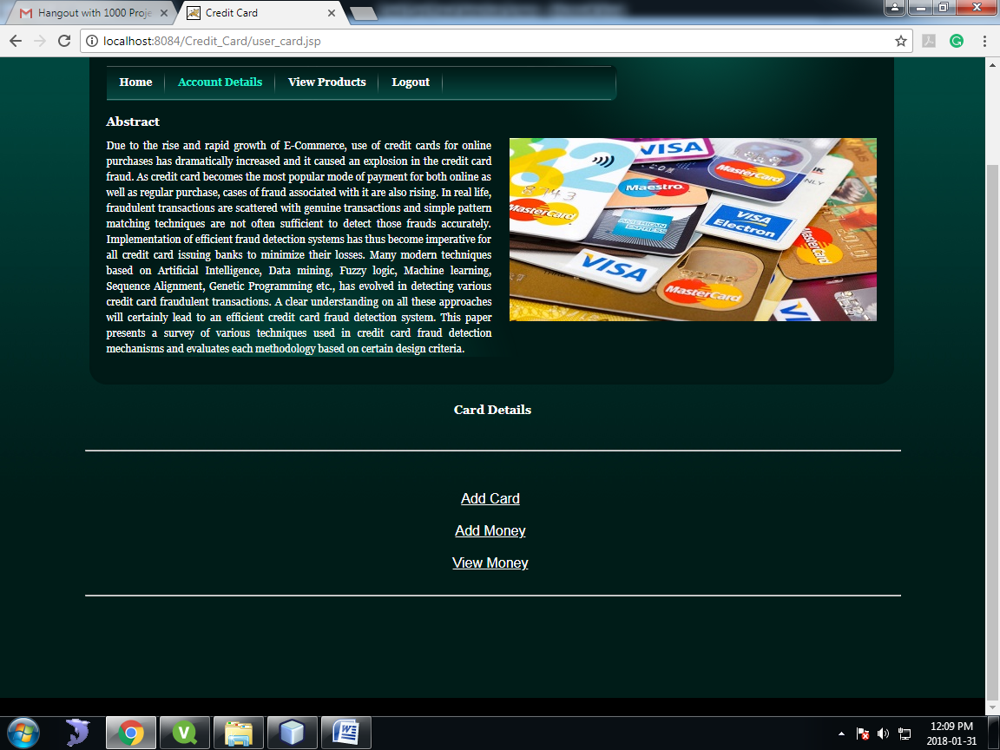 Hangout with 1000 Proje
Credit Card
localhost:8084/Credit_Card/user_card.jsp
Home Account Details View Products Logout
Abstract
Due to the rise and rapid growth of E-Commerce, use of credit cards for online
purchases has dramatically increased and it caused an explosion in the credit card
fraud. As credit card becomes the most popular mode of payment for both online as
well as regular purchase, cases of fraud associated with it are also rising. In real life,
fraudulent transactions are scattered with genuine transactions and simple pattern
matching techniques are not often sufficient to detect those frauds accurately.
Implementation of efficient fraud detection systems has thus become imperative for
all credit card issuing banks to minimize their losses. Many modern techniques
based on Artificial Intelligence, Data mining, Fuzzy logic, Machine learning,
Sequence Alignment, Genetic Programming etc., has evolved in detecting various
credit card fraudulent transactions. A clear understanding on all these approaches
will certainly lead to an efficient credit card fraud detection system. This paper
presents a survey of various techniques used in credit card fraud detection
mechanisms and evaluates each methodology based on certain design criteria.
VISA
MasterCard
NLY
Maestro
8743
MasterCard
AMERICAN
EXPRESS
VISA
Electron
MasterCard
VISA
MasterCard
VISA
Card Details
Add Card
Add Money
View Money
12:09 PM
2018-01-31